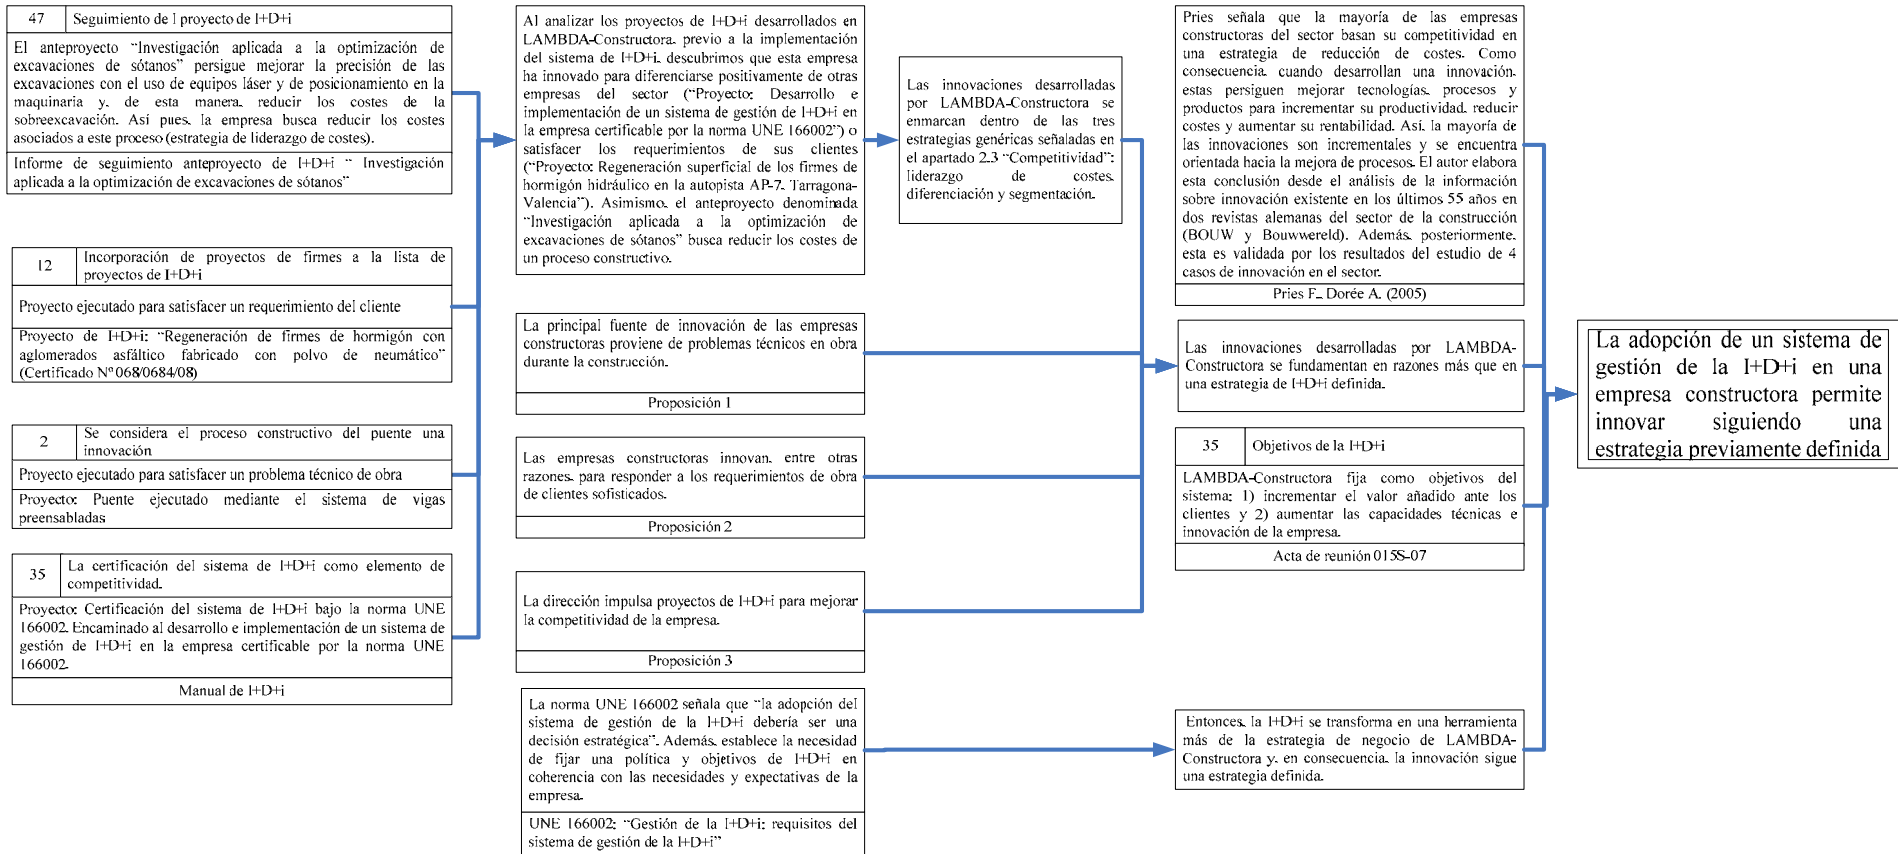 47
Seguimiento de 1 proyecto de I+D+i
El anteproyecto “Investigación aplicada a la optimización de
excavaciones de sótanos” persigue mejorar la precisión de las
excavaciones con el uso de equipos láser y de posicionamiento en la
maquinaria y, de esta manera, reducir los costes de la
sobreexcavación. Así pues, la empresa busca reducir los costes
asociados a este proceso (estrategia de liderazgo de costes).
Informe de seguimiento anteproyecto de I+D+i “ Investigación
aplicada a la optimización de excavaciones de sótanos”
12
Incorporación de proyectos de firmes a la lista de
proyectos de I+D+i
Proyecto ejecutado para satisfacer un requerimiento del cliente
Proyecto de I+D+i: “Regeneración de firmes de hormigón con
aglomerados asfáltico fabricado con polvo de neumático”
(Certificado Nº 068/0684/08)
2
Se considera el proceso constructivo del puente una
innovación
Proyecto ejecutado para satisfacer un problema técnico de obra
Proyecto: Puente ejecutado mediante el sistema de vigas
preensabladas
35
La certificación del sistema de I+D+i como elemento de
competitividad.
Proyecto: Certificación del sistema de I+D+i bajo la norma UNE
166002. Encaminado al desarrollo e implementación de un sistema de
gestión de I+D+i en la empresa certificable por la norma UNE
166002.
Manual de I+D+i
Al analizar los proyectos de I+D+i desarrollados en
LAMBDA-Constructora, previo a la implementación
del sistema de I+D+i, descubrimos que esta empresa
ha innovado para diferenciarse positivamente de otras
empresas del sector (“Proyecto: Desarrollo e
implementación de un sistema de gestión de I+D+i en
la empresa certificable por la norma UNE 166002”) o
satisfacer los requerimientos de sus clientes
(“Proyecto: Regeneración superficial de los firmes de
hormigón hidráulico en la autopista AP-7. Tarragona-
Valencia”). Asimismo, el anteproyecto denominada
“Investigación aplicada a la optimización de
excavaciones de sótanos” busca reducir los costes de
un proceso constructivo.
La principal fuente de innovación de las empresas
constructoras proviene de problemas técnicos en obra
durante la construcción.
Proposición 1
Las empresas constructoras innovan, entre otras
razones, para responder a los requerimientos de obra
de clientes sofisticados.
Proposición 2
La dirección impulsa proyectos de I+D+i para mejorar
la competitividad de la empresa.
Proposición 3
La norma UNE 166002 señala que “la adopción del
sistema de gestión de la I+D+i debería ser una
decisión estratégica”. Además, establece la necesidad
de fijar una política y objetivos de I+D+i en
coherencia con las necesidades y expectativas de la
empresa.
UNE 166002: “Gestión de la I+D+i: requisitos del
sistema de gestión de la I+D+i”
Las innovaciones desarrolladas
por LAMBDA-Constructora se
enmarcan dentro de las tres
estrategias genéricas señaladas en
el apartado 2.3 “Competitividad”:
liderazgo de costes,
diferenciación y segmentación.
Pries señala que la mayoría de las empresas
constructoras del sector basan su competitividad en
una estrategia de reducción de costes. Como
consecuencia, cuando desarrollan una innovación,
estas persiguen mejorar tecnologías, procesos y
productos para incrementar su productividad, reducir
costes y aumentar su rentabilidad. Así, la mayoría de
las innovaciones son incrementales y se encuentra
orientada hacia la mejora de procesos. El autor elabora
esta conclusión desde el análisis de la información
sobre innovación existente en los últimos 55 años en
dos revistas alemanas del sector de la construcción
(BOUW y Bouwwereld). Además, posteriormente,
esta es validada por los resultados del estudio de 4
casos de innovación en el sector.
Pries F., Dorée A. (2005)
Las innovaciones desarrolladas por LAMBDA-
Constructora se fundamentan en razones más que en
una estrategia de I+D+i definida.
35
Objetivos de la I+D+i
LAMBDA-Constructora fija como objetivos del
sistema: 1) incrementar el valor añadido ante los
clientes y 2) aumentar las capacidades técnicas e
innovación de la empresa.
Acta de reunión 015S-07
Entonces, la I+D+i se transforma en una herramienta
más de la estrategia de negocio de LAMBDA-
Constructora y, en consecuencia, la innovación sigue
una estrategia definida.
La adopción de un sistema de
gestión de la I+D+i en una
empresa constructora permite
innovar siguiendo una
estrategia previamente definida